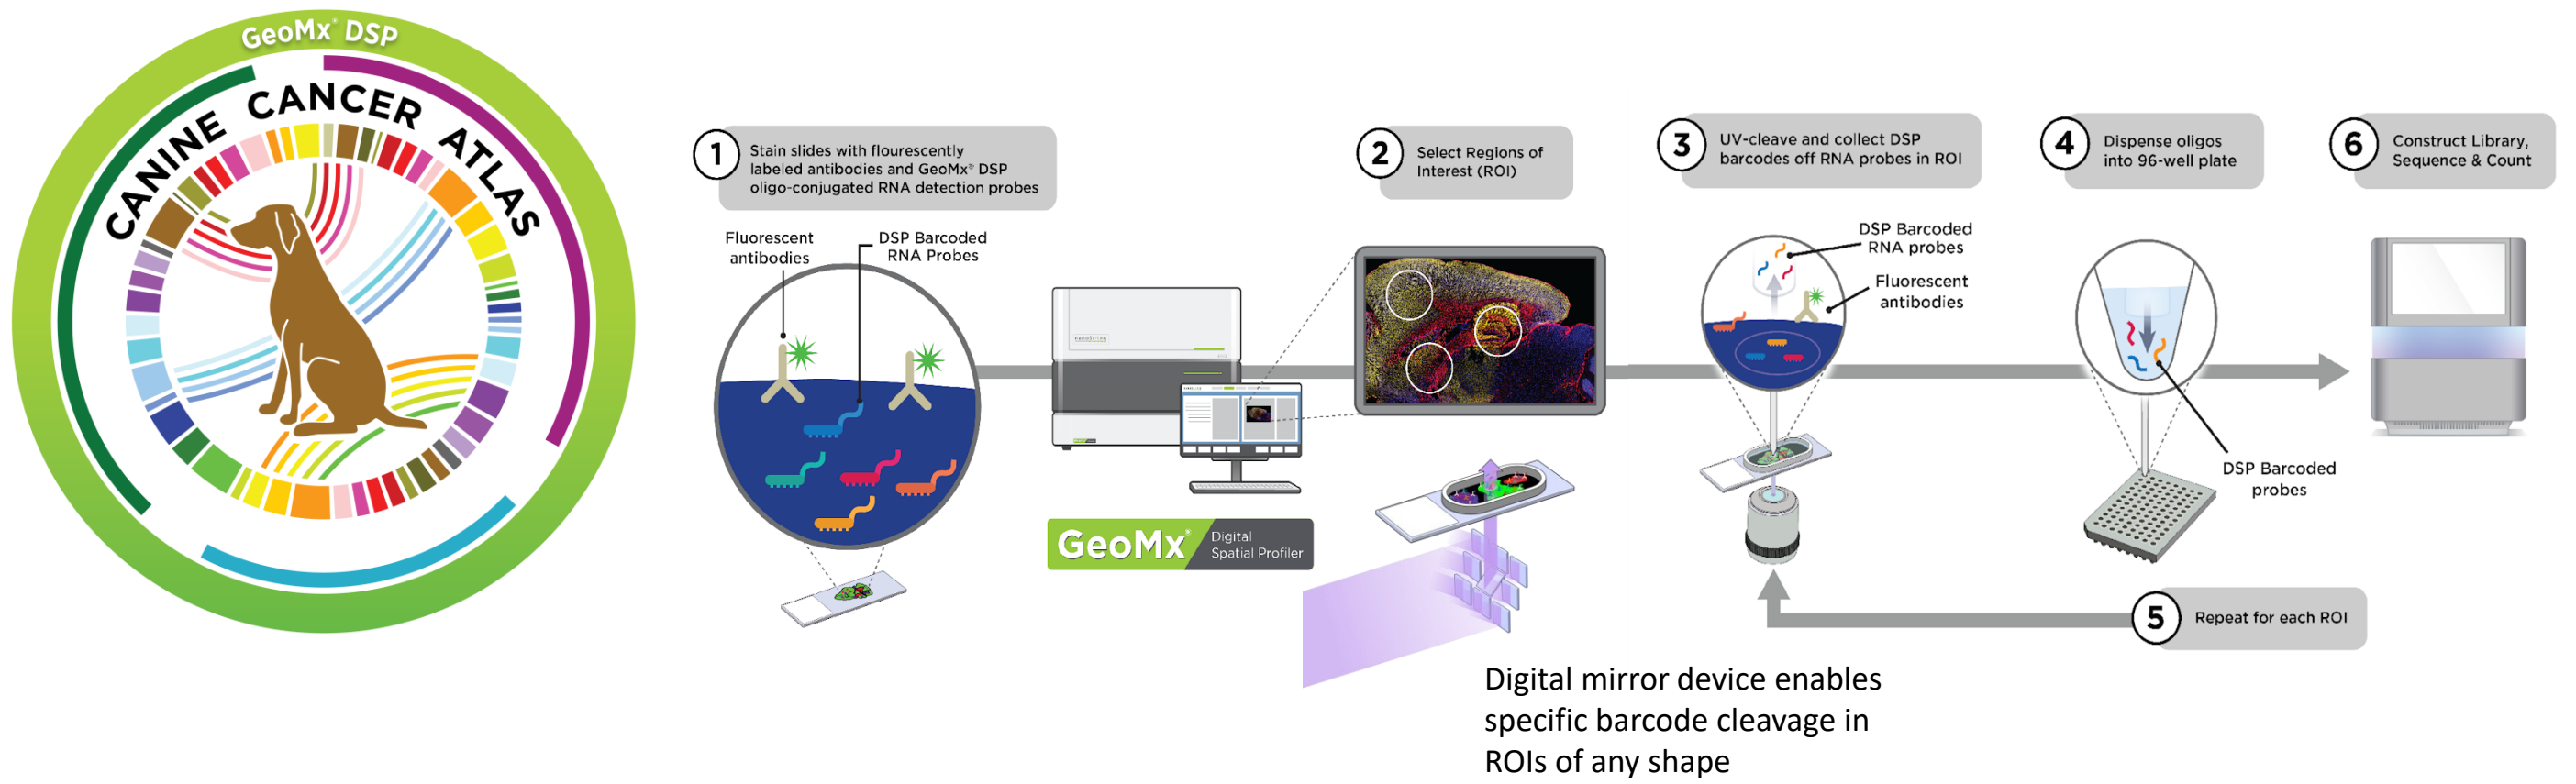 GeoMx® DSP
CANINE CANCER ATLAS
1
Stain slides with flourescently
labeled antibodies and GeoMx® DSP
oligo-conjugated RNA detection probes
Fluorescent
antibodies
DSP Barcoded
RNA Probes
nanoString
GeoMx®
Digital
Spatial Profiler
2
Select Regions of
Interest (ROI)
Digital mirror device enables
specific barcode cleavage in
ROIs of any shape
3
UV-cleave and collect DSP
barcodes off RNA probes in ROI
DSP Barcoded
RNA probes
Fluorescent
antibodies
4
Dispense oligos
into 96-well plate
DSP Barcoded
probes
5
Repeat for each ROI
6
Construct Library,
Sequence & Count